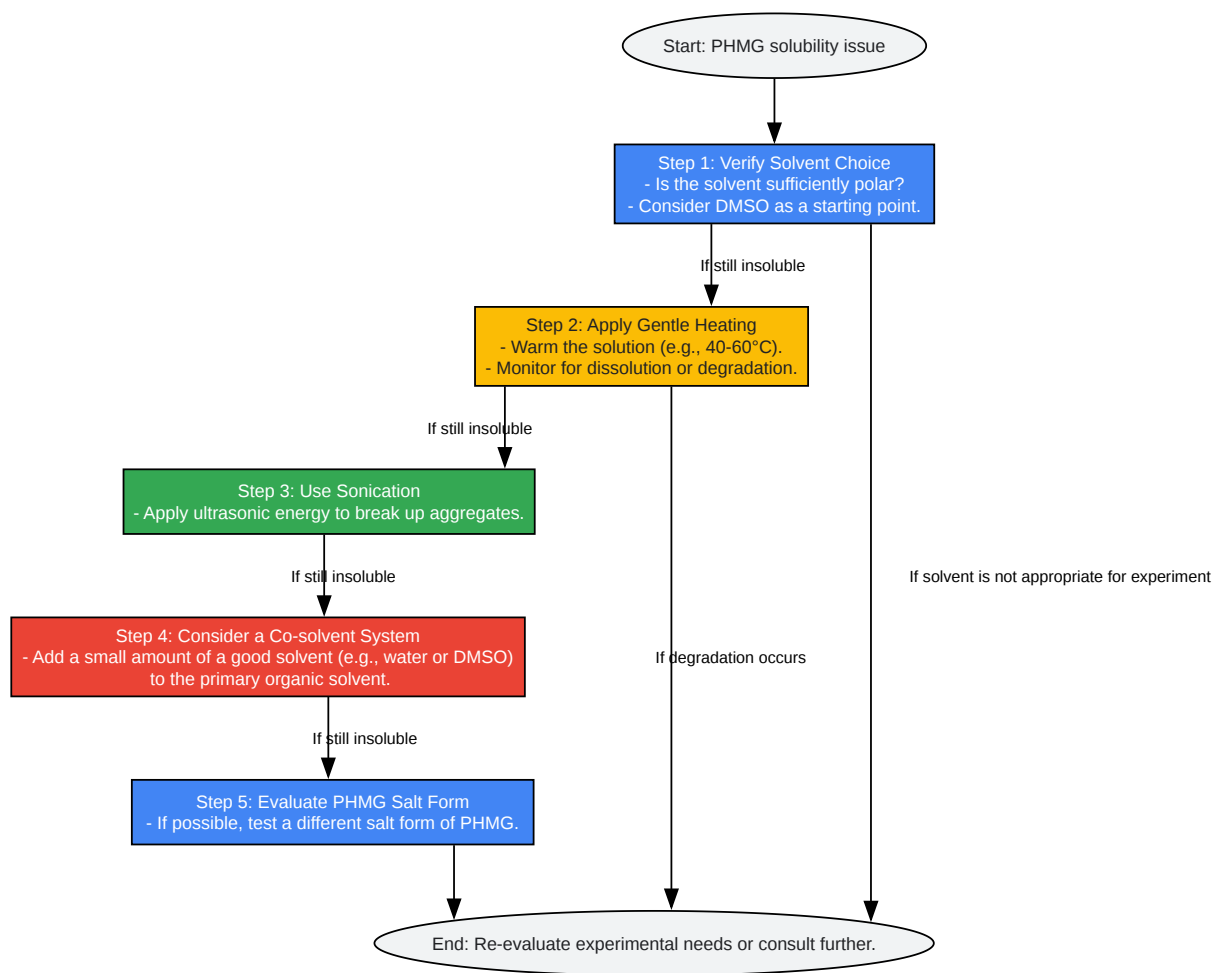 Start: PHMG solubility issue
Step 1: Verify Solvent Choice
- Is the solvent sufficiently polar?
- Consider DMSO as a starting point.
If still insoluble
Step 2: Apply Gentle Heating
- Warm the solution (e.g., 40-60°C).
- Monitor for dissolution or degradation.
If still insoluble
Step 3: Use Sonication
- Apply ultrasonic energy to break up aggregates.
If still insoluble
If solvent is not appropriate for experiment
Step 4: Consider a Co-solvent System
- Add a small amount of a good solvent (e.g., water or DMSO)
to the primary organic solvent.
If degradation occurs
If still insoluble
Step 5: Evaluate PHMG Salt Form
- If possible, test a different salt form of PHMG.
End: Re-evaluate experimental needs or consult further.